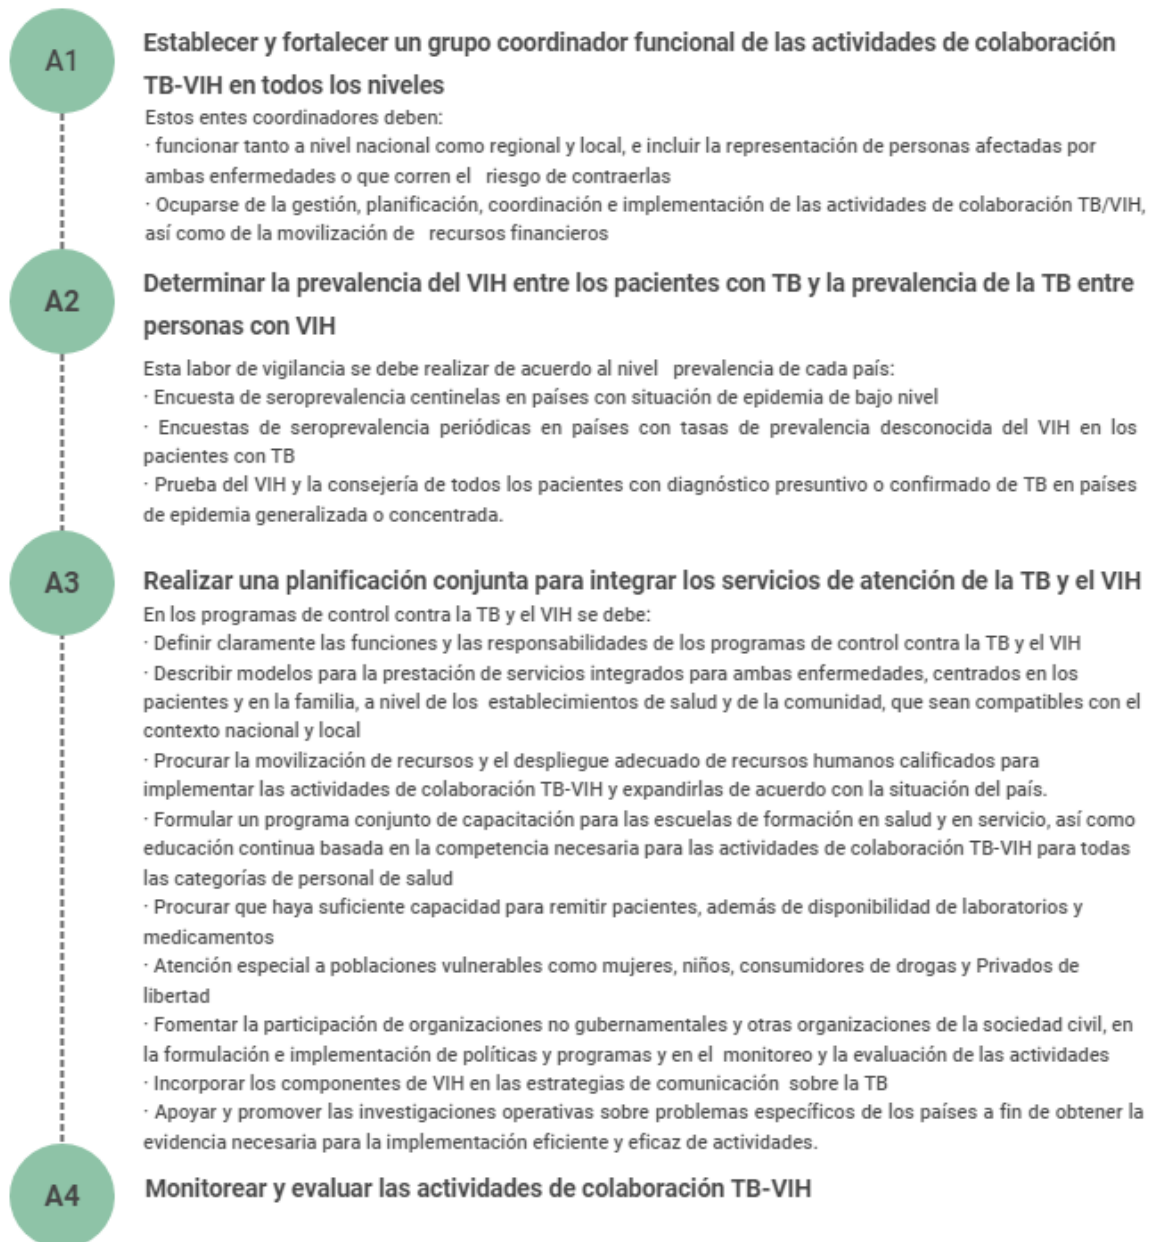 A1
Establecer y fortalecer un grupo coordinador funcional de las actividades de colaboración
TB-VIH en todos los niveles
Estos entes coordinadores deben:
· funcionar tanto a nivel nacional como regional y local, e incluir la representación de personas afectadas por
ambas enfermedades o que corren el riesgo de contraerlas
· Ocuparse de la gestión, planificación, coordinación e implementación de las actividades de colaboración TB/VIH,
así como de la movilización de recursos financieros
A2
Determinar la prevalencia del VIH entre los pacientes con TB y la prevalencia de la TB entre
personas con VIH
Esta labor de vigilancia se debe realizar de acuerdo al nivel prevalencia de cada país:
· Encuesta de seroprevalencia centinelas en países con situación de epidemia de bajo nivel
· Encuestas de seroprevalencia periódicas en países con tasas de prevalencia desconocida del VIH en los
pacientes con TB
· Prueba del VIH y la consejería de todos los pacientes con diagnóstico presuntivo o confirmado de TB en países
de epidemia generalizada o concentrada.
A3
Realizar una planificación conjunta para integrar los servicios de atención de la TB y el VIH
En los programas de control contra la TB y el VIH se debe:
· Definir claramente las funciones y las responsabilidades de los programas de control contra la TB y el VIH
· Describir modelos para la prestación de servicios integrados para ambas enfermedades, centrados en los
pacientes y en la familia, a nivel de los establecimientos de salud y de la comunidad, que sean compatibles con el
contexto nacional y local
· Procurar la movilización de recursos y el despliegue adecuado de recursos humanos calificados para
implementar las actividades de colaboración TB-VIH y expandirlas de acuerdo con la situación del país.
· Formular un programa conjunto de capacitación para las escuelas de formación en salud y en servicio, así como
educación continua basada en la competencia necesaria para las actividades de colaboración TB-VIH para todas
las categorías de personal de salud
· Procurar que haya suficiente capacidad para remitir pacientes, además de disponibilidad de laboratorios y
medicamentos
· Atención especial a poblaciones vulnerables como mujeres, niños, consumidores de drogas y Privados de
libertad
· Fomentar la participación de organizaciones no gubernamentales y otras organizaciones de la sociedad civil, en
la formulación e implementación de políticas y programas y en el monitoreo y la evaluación de las actividades
· Incorporar los componentes de VIH en las estrategias de comunicación sobre la TB
· Apoyar y promover las investigaciones operativas sobre problemas específicos de los países a fin de obtener la
evidencia necesaria para la implementación eficiente y eficaz de actividades.
A4
Monitorear y evaluar las actividades de colaboración TB-VIH